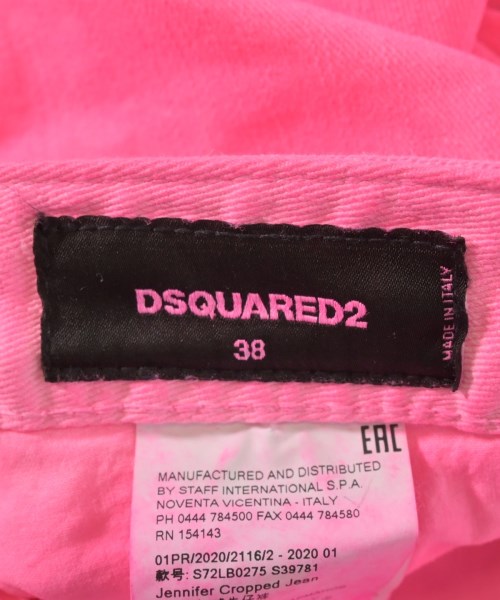 DSQUARED2
38
MADE IN ITALY
EAC
MANUFACTURED AND DISTRIBUTED
BY STAFF INTERNATIONAL S.P.A.
NOVENTA VICENTINA - ITALY
PH 0444 784500 FAX 0444 784580
RN 154143
01PR/2020/2116/2 - 2020 01
款号: S72LB0275 S39781
Jennifer Cropped Jean